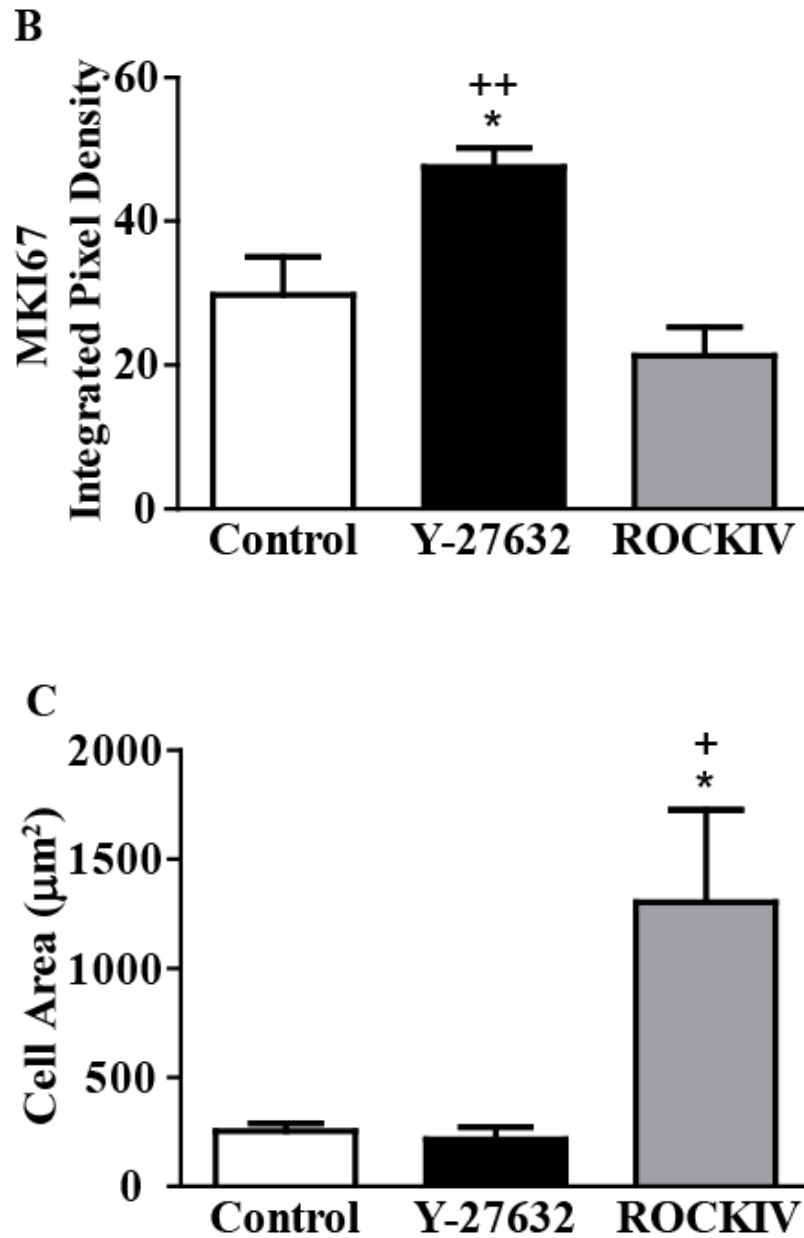 B
MKI67
Integrated Pixel Density
60
40
20
0
++
*
Control Y-27632 ROCKIV
C
Cell Area (µm²)
2000
1500
1000
500
0
+
*
Control Y-27632 ROCKIV